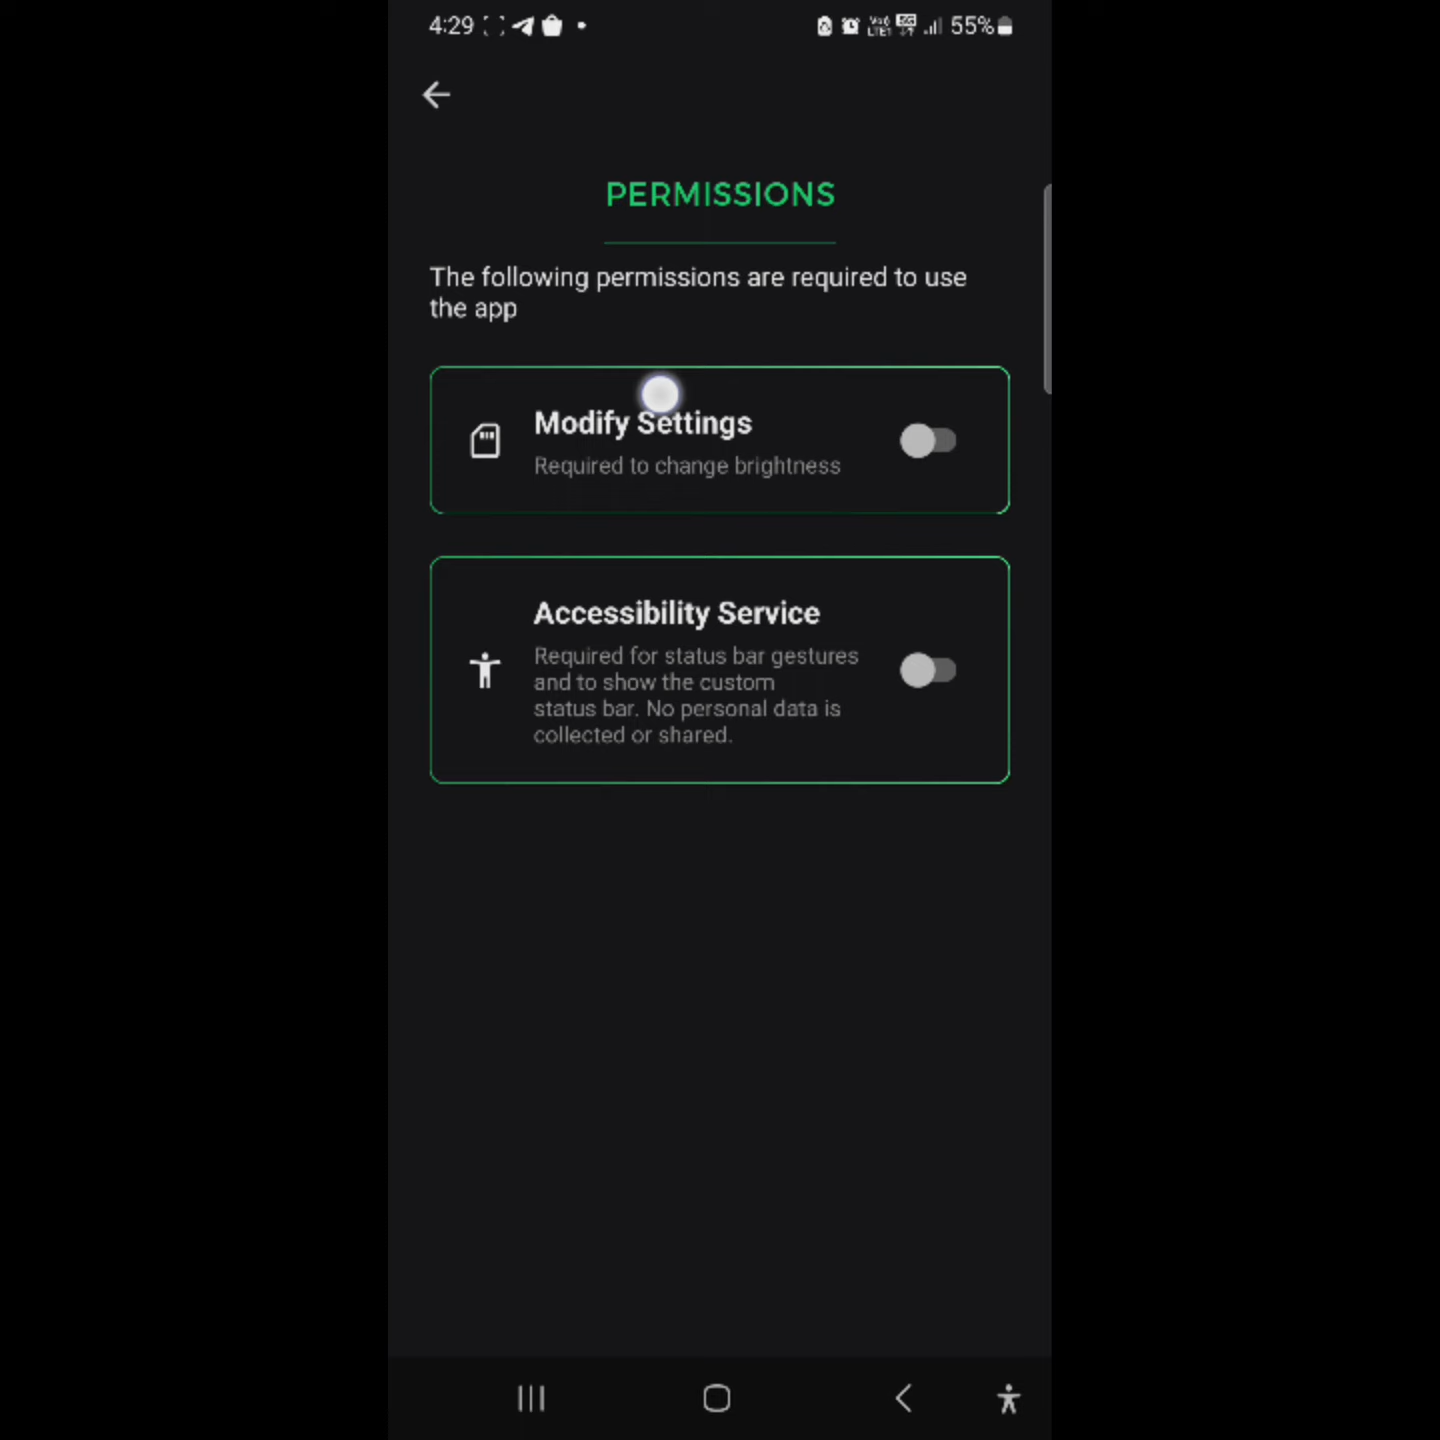 4:29 55%
PERMISSIONS
The following permissions are required to use
the app
Modify Settings
Required to change brightness
Accessibility Service
Required for status bar gestures
and to show the custom
status bar. No personal data is
collected or shared.